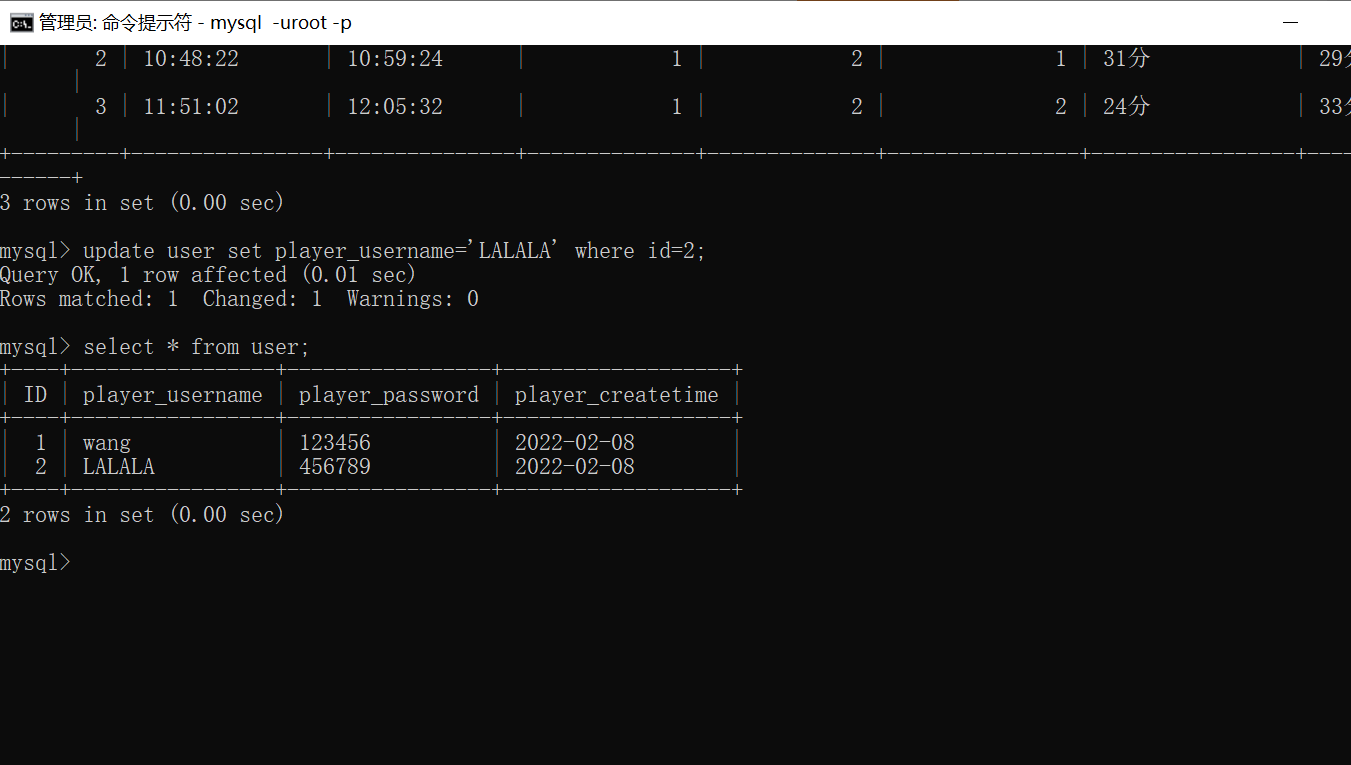 管理员: 命令提示符 - mysql  -uroot -p
|       2 | 10:48:22       | 10:59:24      |             1 |             2 |              1 | 31分             | 29
      |
|       3 | 11:51:02       | 12:05:32      |             1 |             2 |              2 | 24分             | 33
      |
+---------+----------------+---------------+--------------+--------------+----------------+-----------------+----
------+
3 rows in set (0.00 sec)
mysql> update user set player_username='LALALA' where id=2;
Query OK, 1 row affected (0.01 sec)
Rows matched: 1  Changed: 1  Warnings: 0
mysql> select * from user;
+----+-----------------+-----------------+-------------------+
| ID | player_username | player_password | player_createtime |
+----+-----------------+-----------------+-------------------+
|  1 | wang            | 123456          | 2022-02-08        |
|  2 | LALALA          | 456789          | 2022-02-08        |
+----+-----------------+-----------------+-------------------+
2 rows in set (0.00 sec)
mysql>